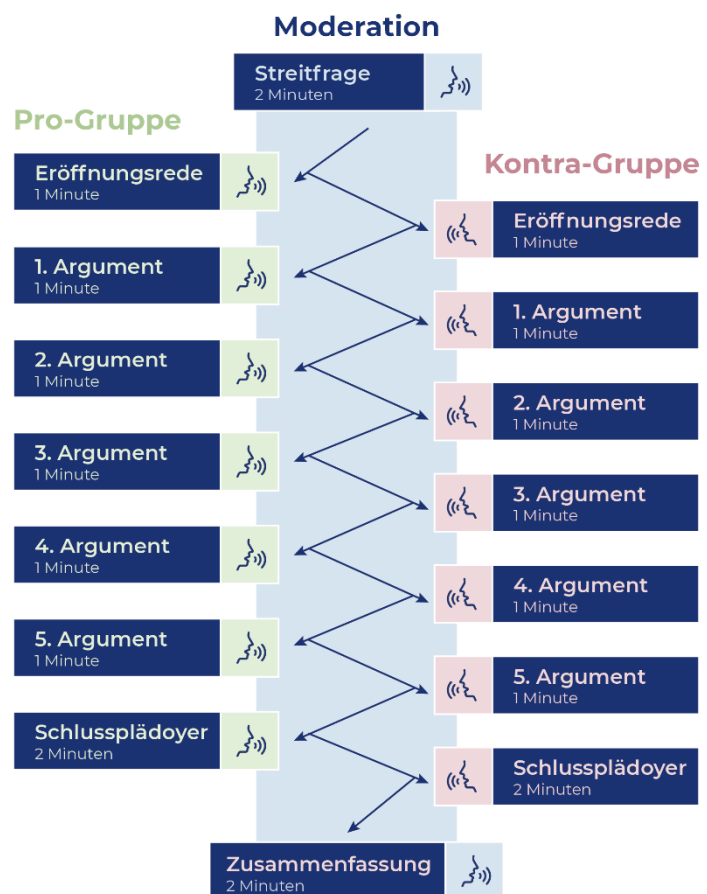 Moderation
Streitfrage
2 Minuten
Pro-Gruppe
Kontra-Gruppe
Eröffnungsrede
1 Minute
Eröffnungsrede
1 Minute
1. Argument
1 Minute
1. Argument
1 Minute
2. Argument
1 Minute
2. Argument
1 Minute
3. Argument
1 Minute
3. Argument
1 Minute
4. Argument
1 Minute
4. Argument
1 Minute
5. Argument
1 Minute
5. Argument
1 Minute
Schlussplädoyer
2 Minuten
Schlussplädoyer
2 Minuten
Zusammenfassung
2 Minuten